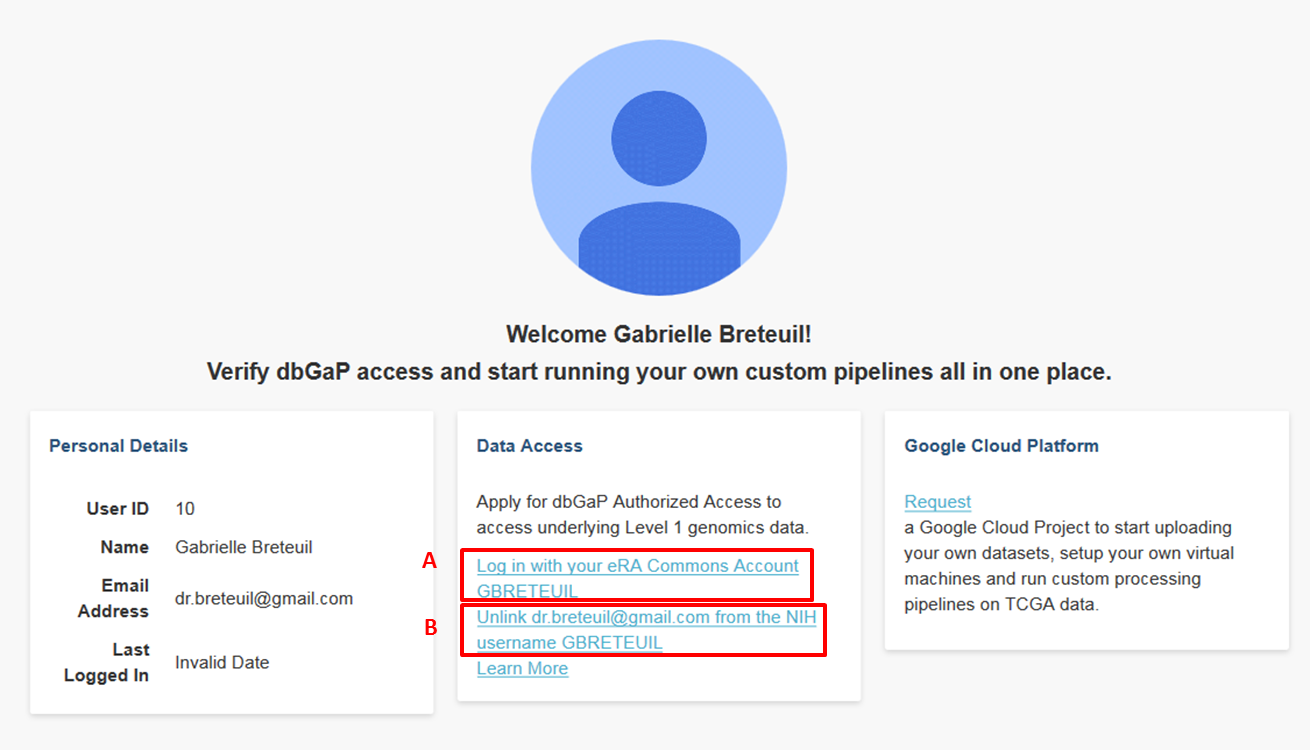 Welcome Gabrielle Breteuil!
Verify dbGaP access and start running your own custom pipelines all in one place.
Personal Details
User ID 10
Name Gabrielle Breteuil
Email
Address dr.breteuil@gmail.com
Last
Logged In Invalid Date
Data Access
Apply for dbGaP Authorized Access to
access underlying Level 1 genomics data.
A
Log in with your eRA Commons Account
GBRETEUIL
B
Unlink dr.breteuil@gmail.com from the NIH
username GBRETEUIL
Learn More
Google Cloud Platform
Request
a Google Cloud Project to start uploading
your own datasets, setup your own virtual
machines and run custom processing
pipelines on TCGA data.